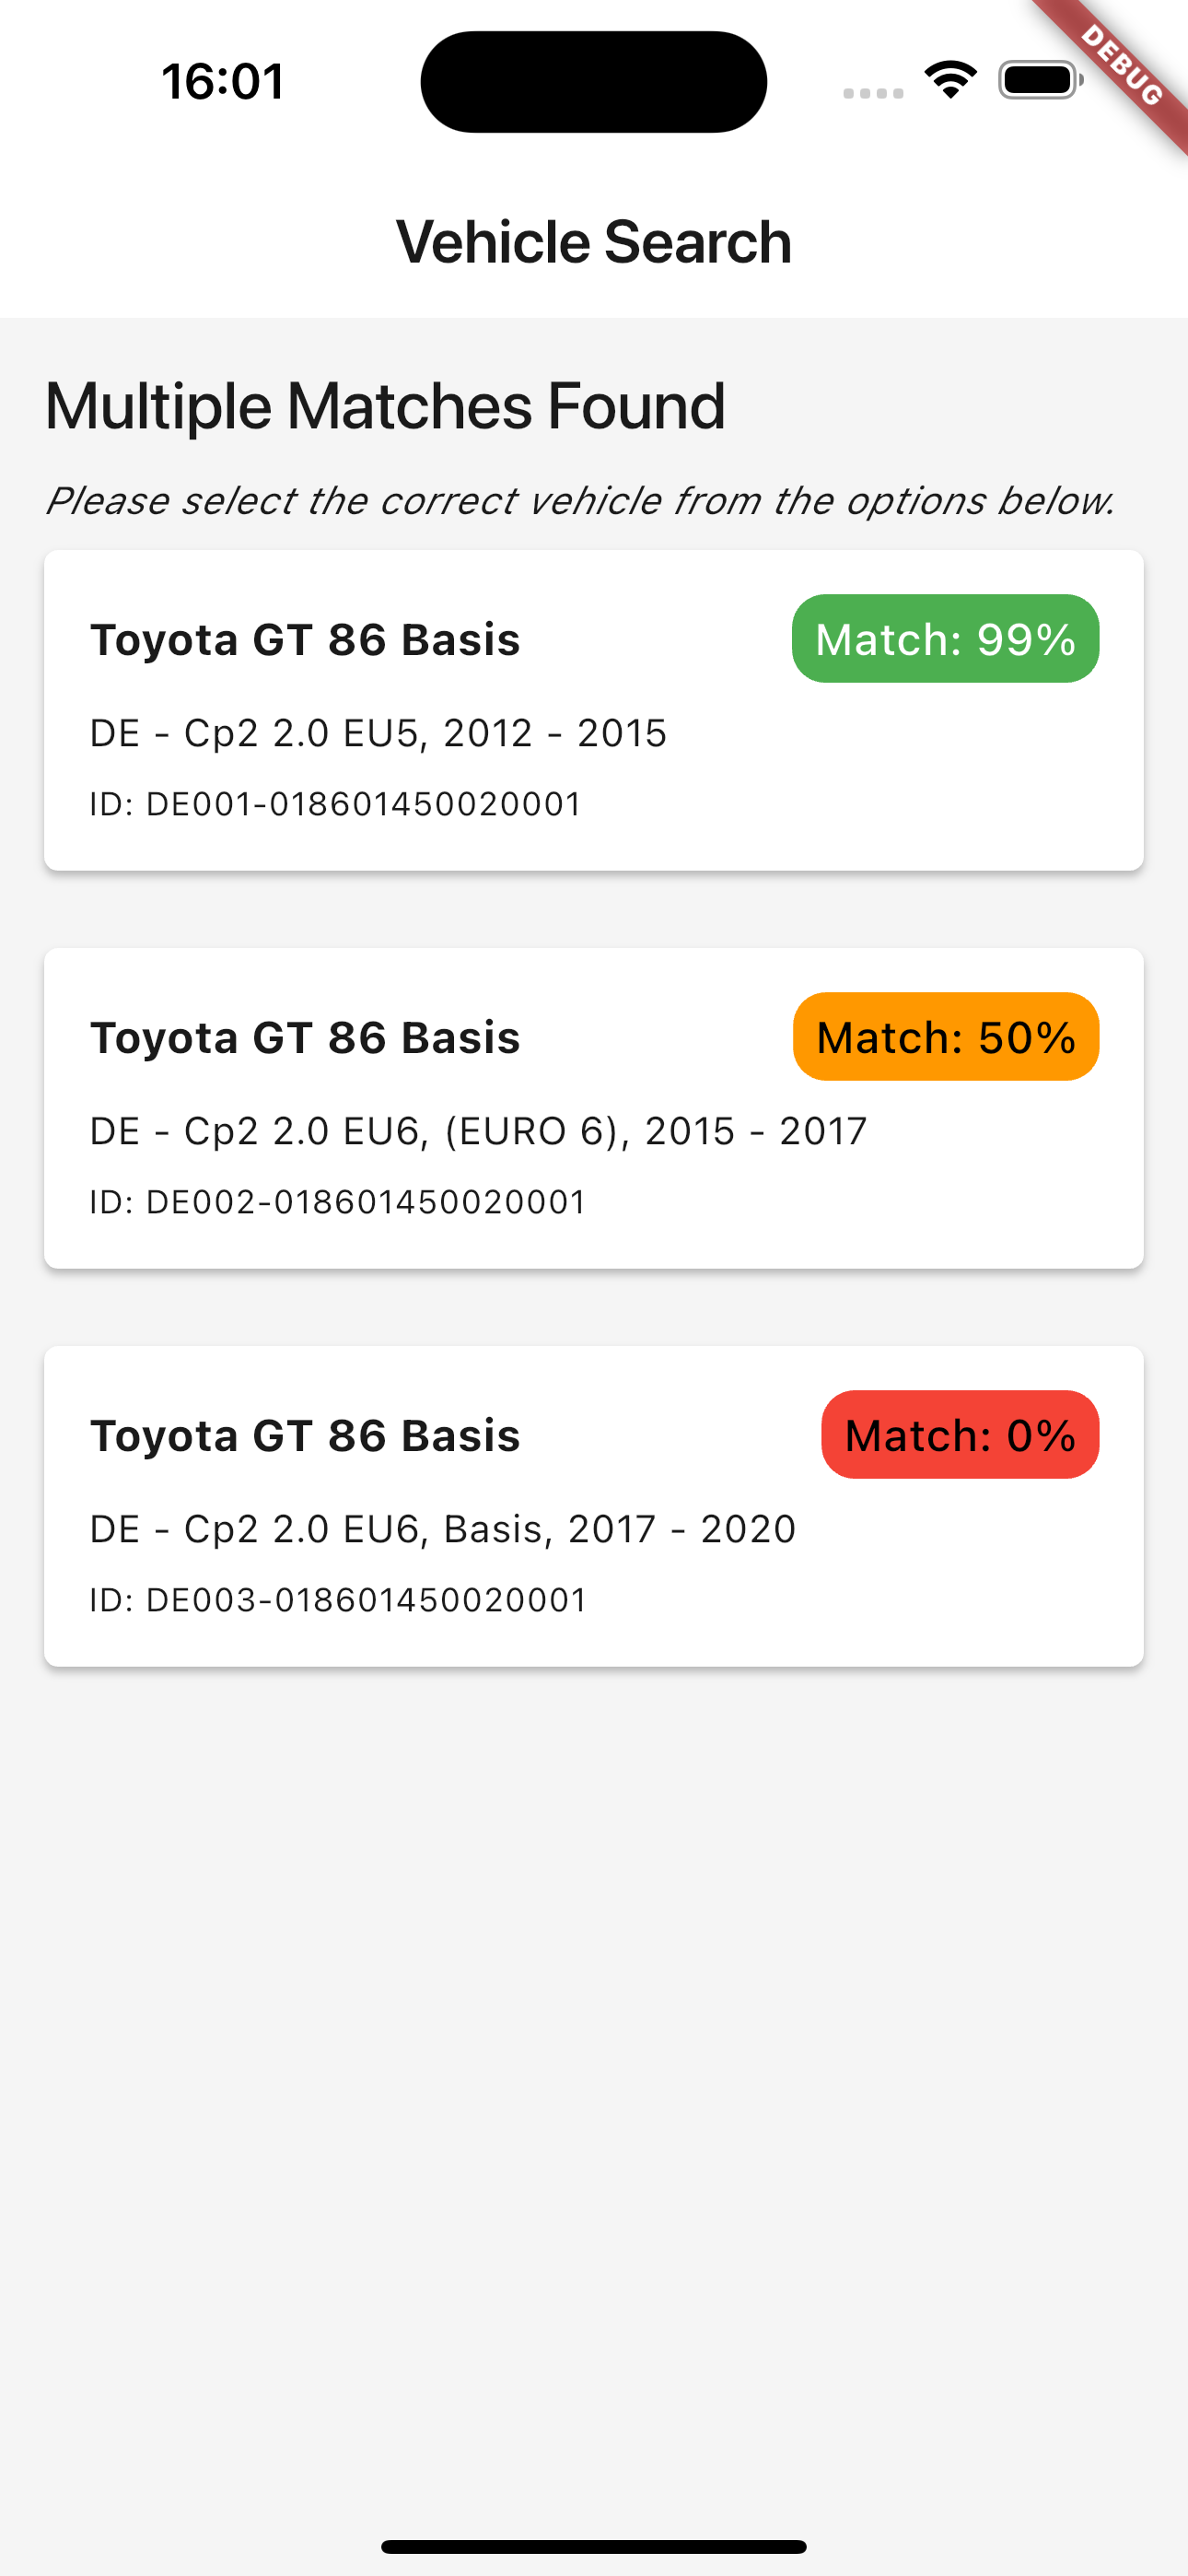 16:01
DEBUG
Vehicle Search
Multiple Matches Found
Please select the correct vehicle from the options below.
Toyota GT 86 Basis
Match: 99%
DE - Cp2 2.0 EU5, 2012 - 2015
ID: DE001-018601450020001
Toyota GT 86 Basis
Match: 50%
DE - Cp2 2.0 EU6, (EURO 6), 2015 - 2017
ID: DE002-018601450020001
Toyota GT 86 Basis
Match: 0%
DE - Cp2 2.0 EU6, Basis, 2017 - 2020
ID: DE003-018601450020001